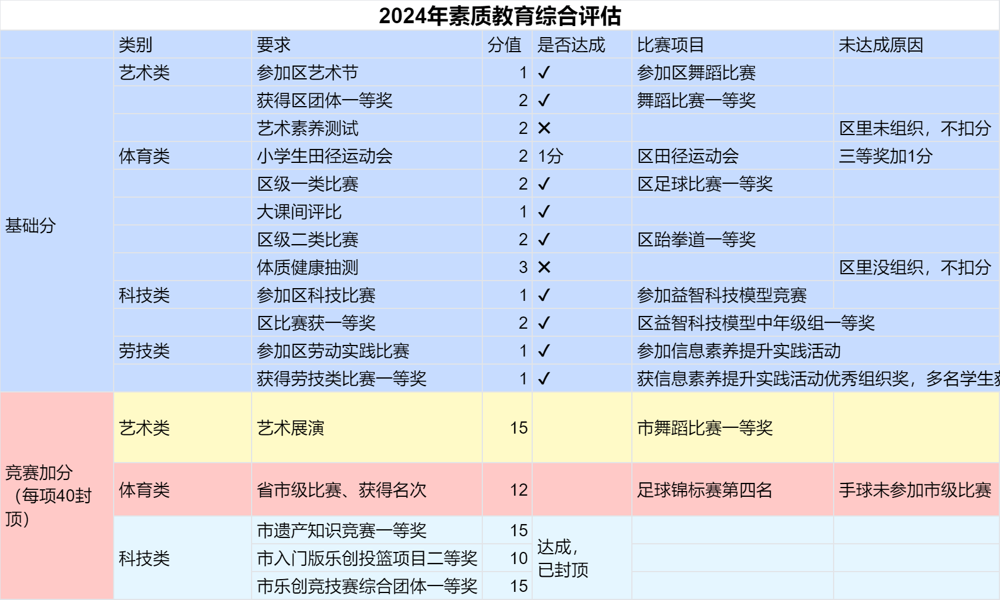 2024年素质教育综合评估
类别 要求 分值 是否达成 比赛项目 未达成原因
基础分
艺术类 参加区艺术节 1 ✓ 参加区舞蹈比赛
获得区团体一等奖 2 ✓ 舞蹈比赛一等奖
艺术素养测试 2 ✕ 区里未组织，不扣分
体育类 小学生田径运动会 2 1分 区田径运动会 三等奖加1分
区级一类比赛 2 ✓ 区足球比赛一等奖
大课间评比 1 ✓
区级二类比赛 2 ✓ 区跆拳道一等奖
体质健康抽测 3 ✕ 区里没组织，不扣分
科技类 参加区科技比赛 1 ✓ 参加益智科技模型竞赛
区比赛获一等奖 2 ✓ 区益智科技模型中年级组一等奖
劳技类 参加区劳动实践比赛 1 ✓ 参加信息素养提升实践活动
获得劳技类比赛一等奖 1 ✓ 获信息素养提升实践活动优秀组织奖，多名学生
竞赛加分
（每项40封
顶）
艺术类 艺术展演 15 市舞蹈比赛一等奖
体育类 省市级比赛、获得名次 12 足球锦标赛第四名 手球未参加市级比赛
科技类
市遗产知识竞赛一等奖 15
市入门版乐创投篮项目二等奖 10
市乐创竞技赛综合团体一等奖 15
达成，
已封顶